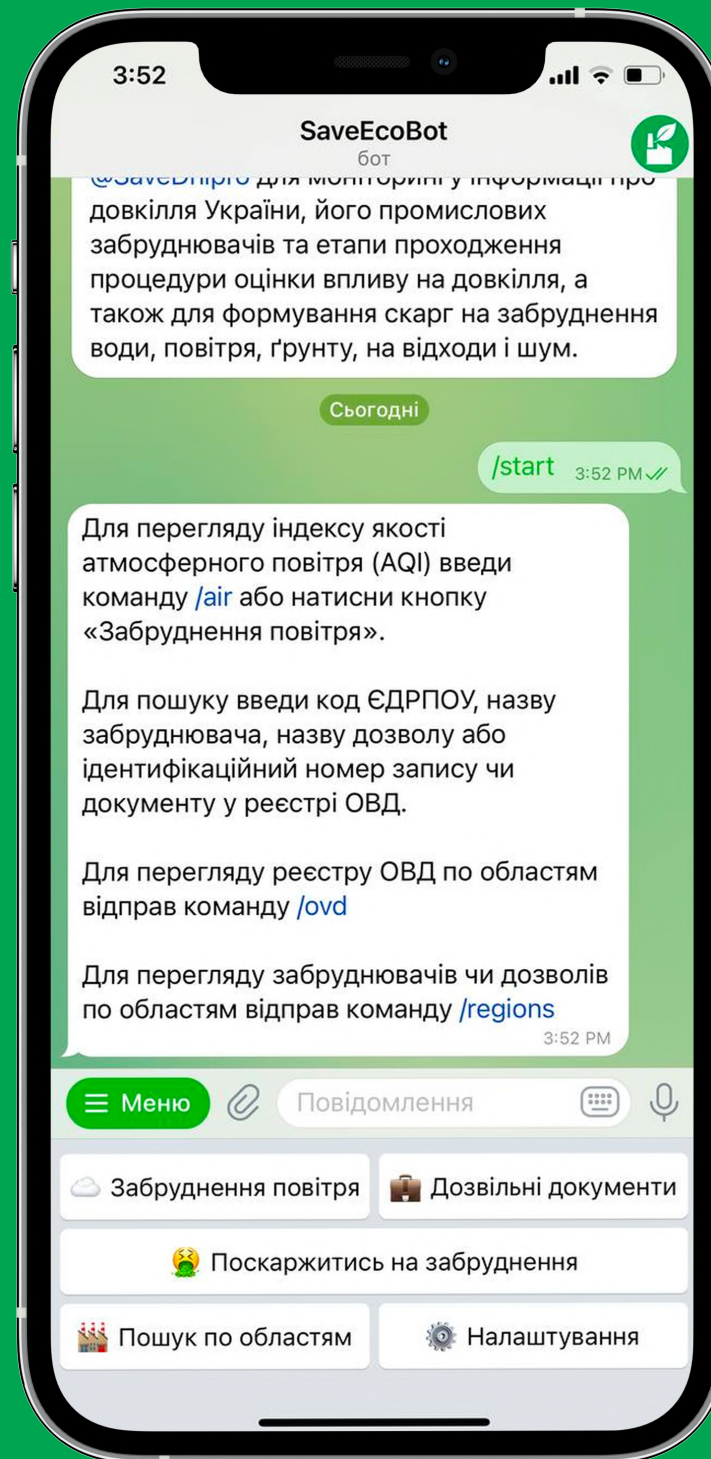 3:52
SaveEcoBot
бот
@SaveDnipro для моніторингу інформації про
довкілля України, його промислових
забруднювачів та етапи проходження
процедури оцінки впливу на довкілля, а
також для формування скарг на забруднення
води, повітря, ґрунту, на відходи і шум.
Сьогодні
/start 3:52 PM
Для перегляду індексу якості
атмосферного повітря (AQI) введи
команду /air або натисни кнопку
«Забруднення повітря».
Для пошуку введи код ЄДРПОУ, назву
забруднювача, назву дозволу або
ідентифікаційний номер запису чи
документу у реєстрі ОВД.
Для перегляду реєстру ОВД по областям
відправ команду /ovd
Для перегляду забруднювачів чи дозволів
по областям відправ команду /regions
3:52 PM
Меню
Повідомлення
Забруднення повітря
Дозвільні документи
Поскаржитись на забруднення
Пошук по областям
Налаштування